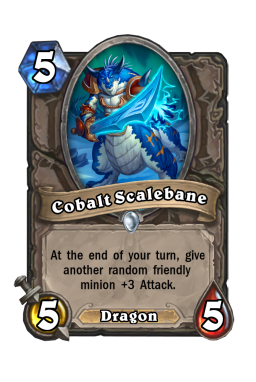 5
Cobalt Scalebane
At the end of your turn, give
another random friendly
minion +3 Attack.
5
Dragon
5